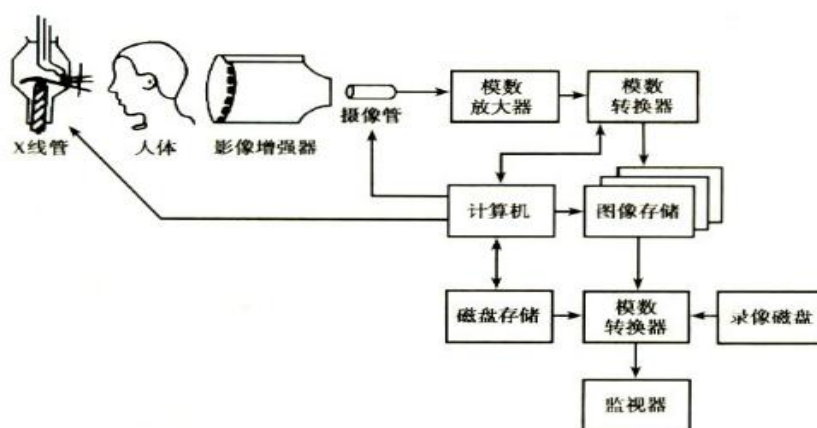 模数
放大器
模数
转换器
X线管
人体
影像增强器
摄像管
计算机
图像存储
磁盘存储
模数
转换器
录像磁盘
监视器